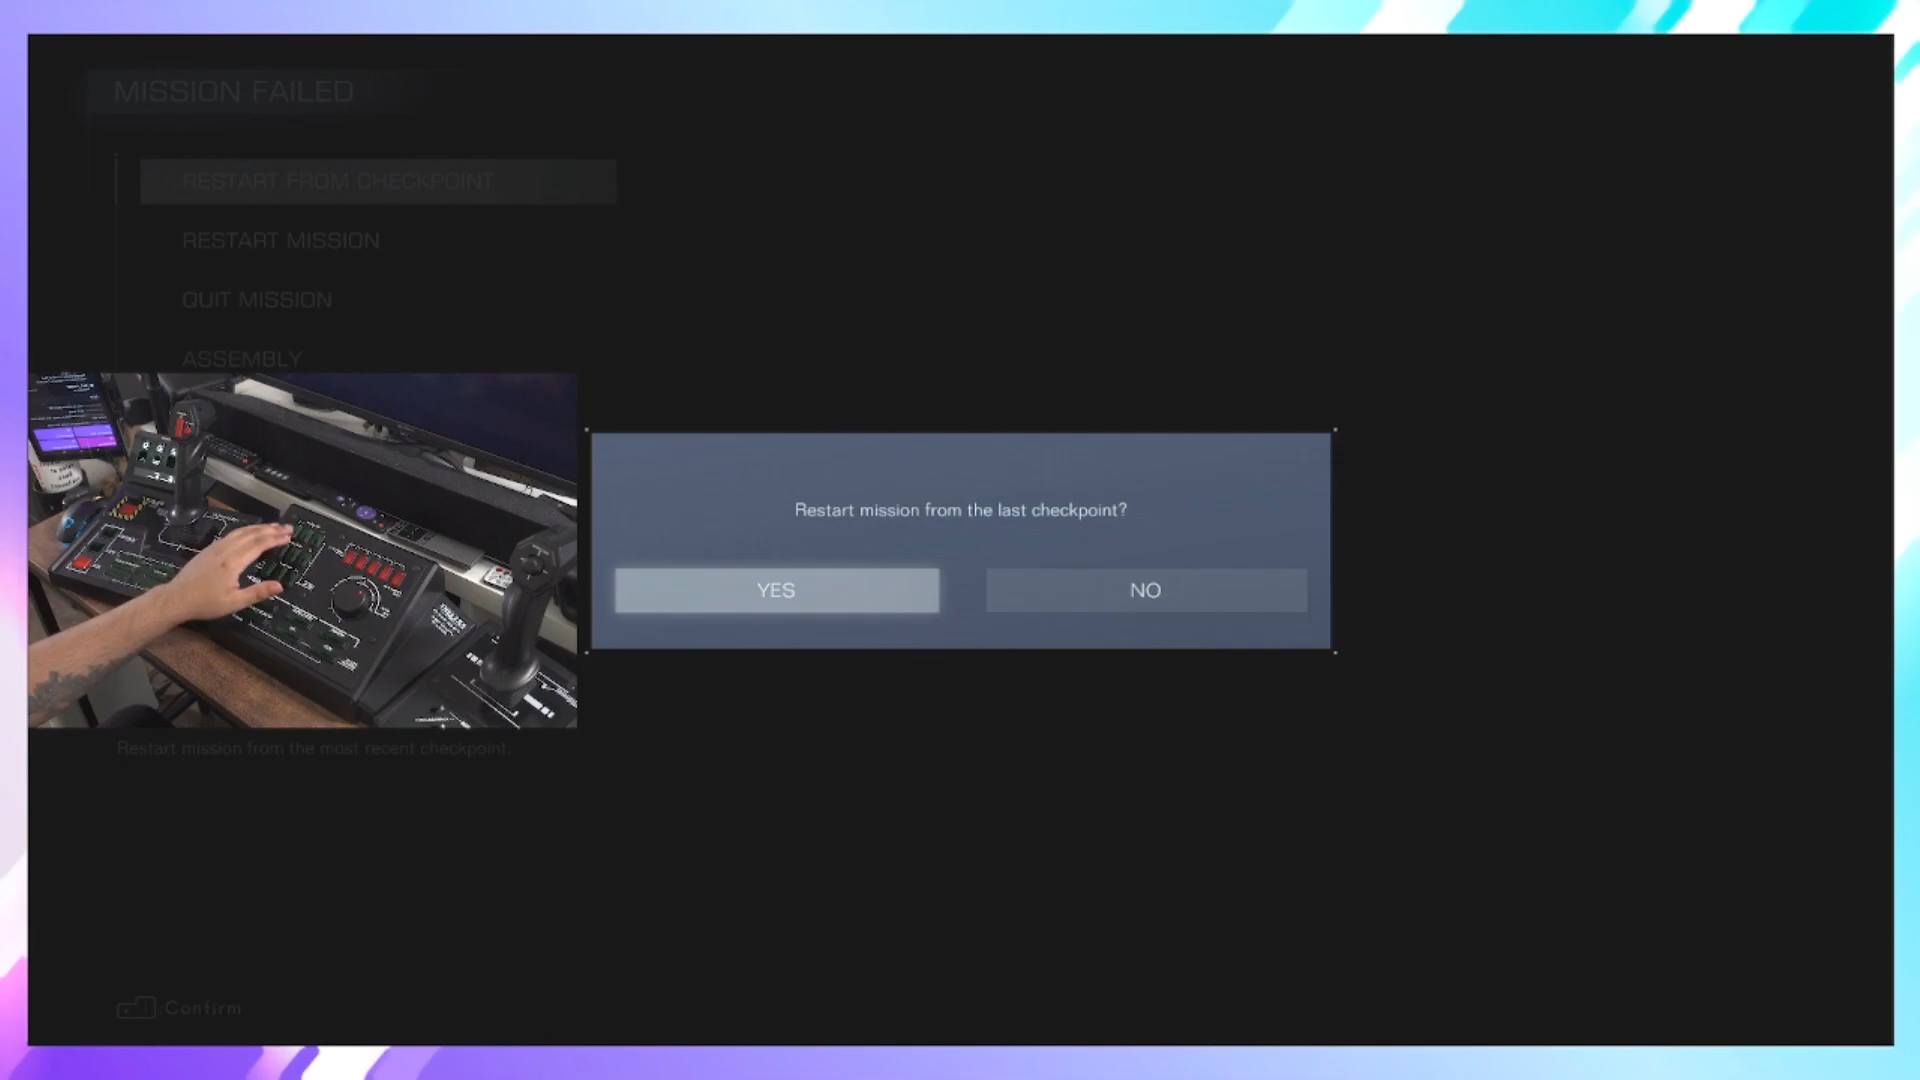 MISSION FAILED
RESTART FROM CHECKPOINT
RESTART MISSION
QUIT MISSION
ASSEMBLY
Restart mission from the last checkpoint?
YES
NO
Restart mission from the most recent checkpoint.
:Confirm